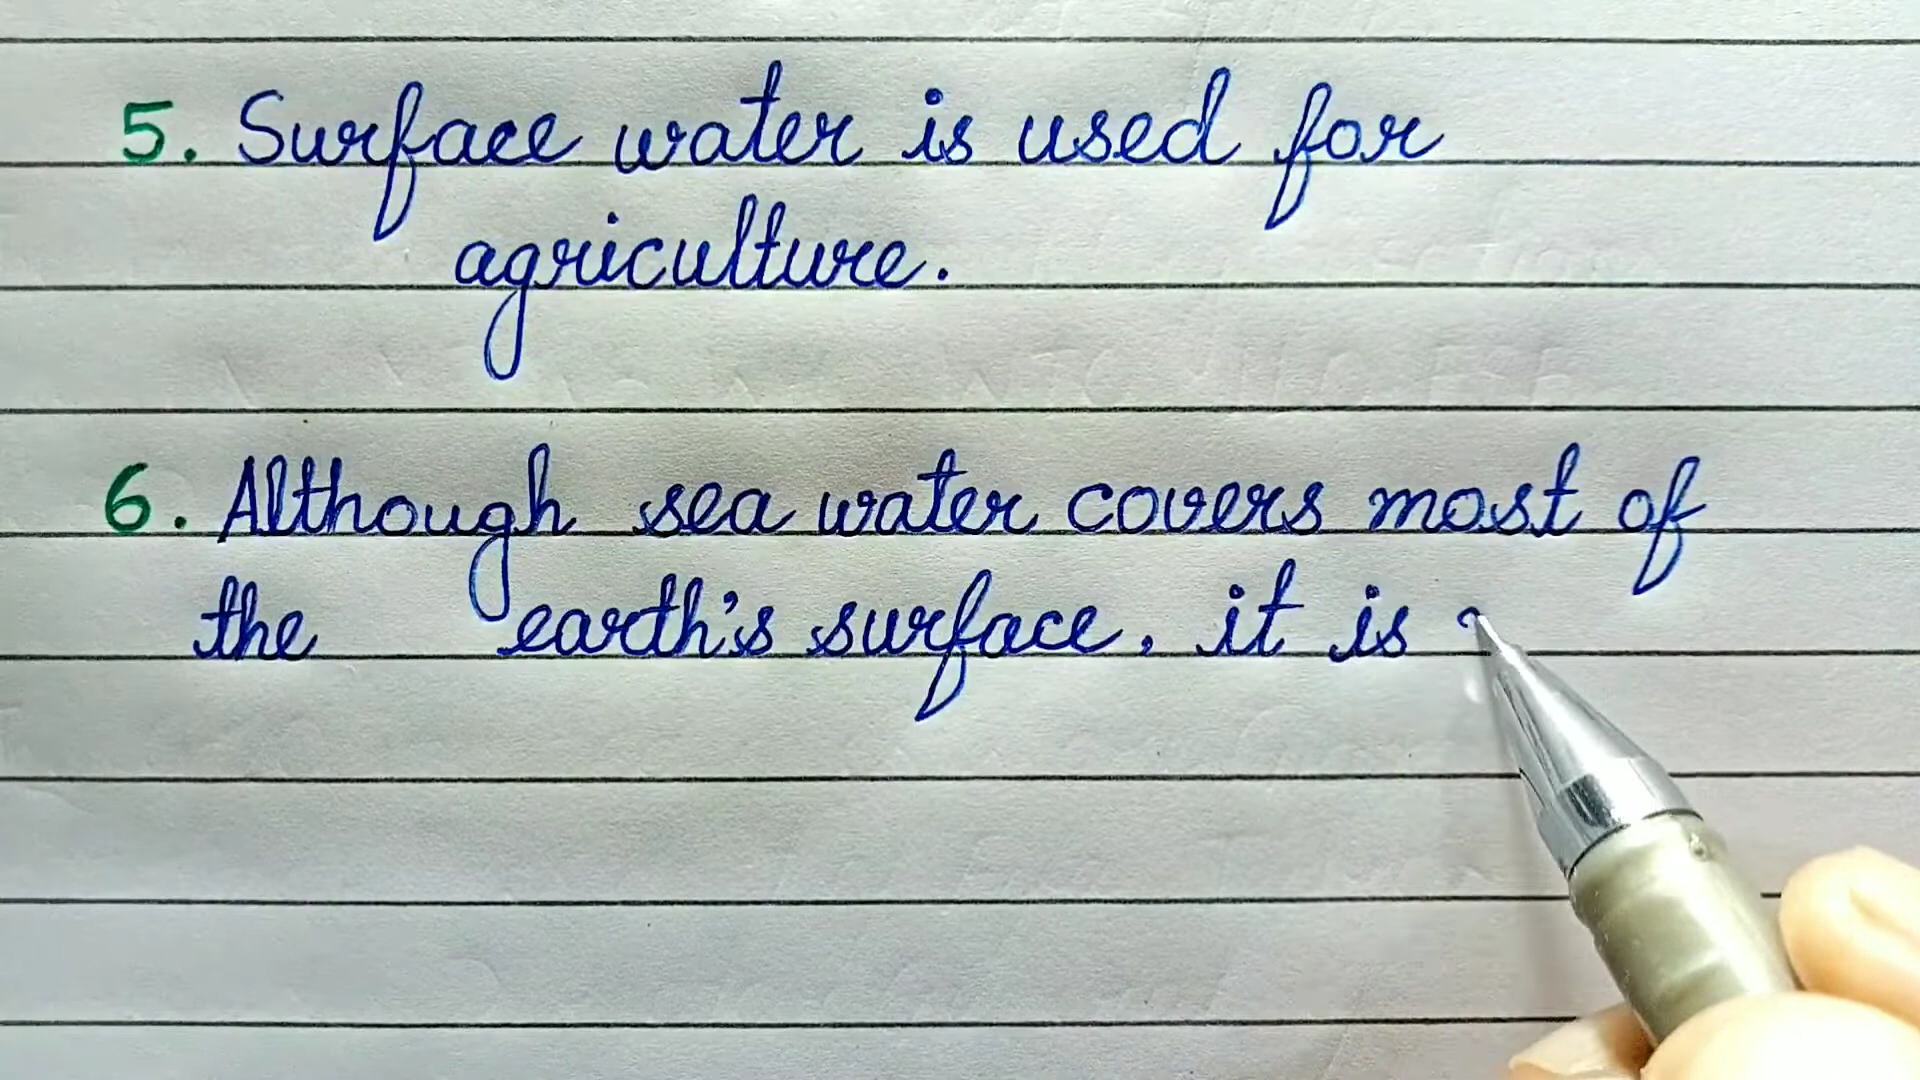 5. Surface water is used for
agriculture.
6. Although sea water covers most of
the earth's surface. it is